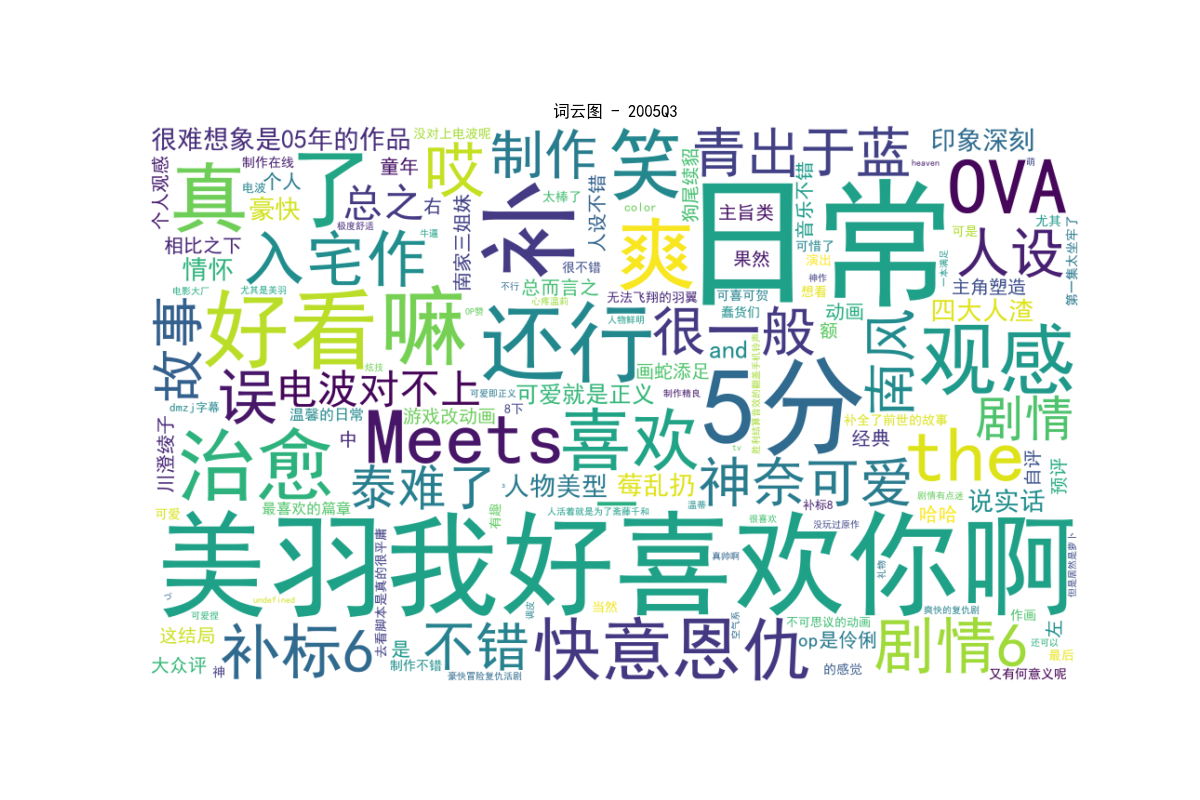 词云图 - 2005Q3
很难想象是05年的作品
没对上电波呢
制作
笑
青出于蓝
印象深刻
个人观感
制作在线
童年
哎
真
了
电波
个人
总之
右
豪快
极度舒适
牛逼
太棒了
补
人设不错
color
狗尾续貂
爽
日常
主旨类
果然
音乐不错
heaven
萌
OVA
尤其
可是
人设
第一集太坐牢了
相比之下
情怀
入宅作
南家三姐妹
很不错
可惜了
演出
神作
想看
一本满足
主角塑造
电影大厂
尤其是美羽
不行
总而言之
心疼温莉
无法飞翔的羽翼
可喜可贺
蠢货们
动画
额
四大人渣
故事
好看
嘛
OP赞
还行
人物鲜明
很一般
and
南风
观感
炫技
画蛇添足
胜利结算音效的翻盖手机铃声
5分
误
电波对不上
可爱就是正义
可爱即正义
制作精良
dmzj字幕
温馨的日常
游戏改动画
8下
补全了前世的故事
剧情
川澄绫子
中
Meets
喜欢
tv
经典
the
自评
预评
治愈
泰难了
人物美型
莓乱扔
神奈可爱
剧情有点迷
说实话
可爱
最喜欢的篇章
有趣
人活着就是为了斋藤千和
温蒂
补标8
很喜欢
没玩过原作
哈哈
美羽我好喜欢你啊
去看脚本是真的很平庸
真帅啊
礼物
但是居然是萝卜
づ
undefined
可爱捏
调皮
当然
空气系
不可思议的动画
爽快的复仇剧
作画
左
这结局
补标6
是
不错
快意恩仇
op是伶俐
剧情6
还可以
最后
大众评
神
制作不错
豪快冒险复仇活剧
的感觉
又有何意义呢